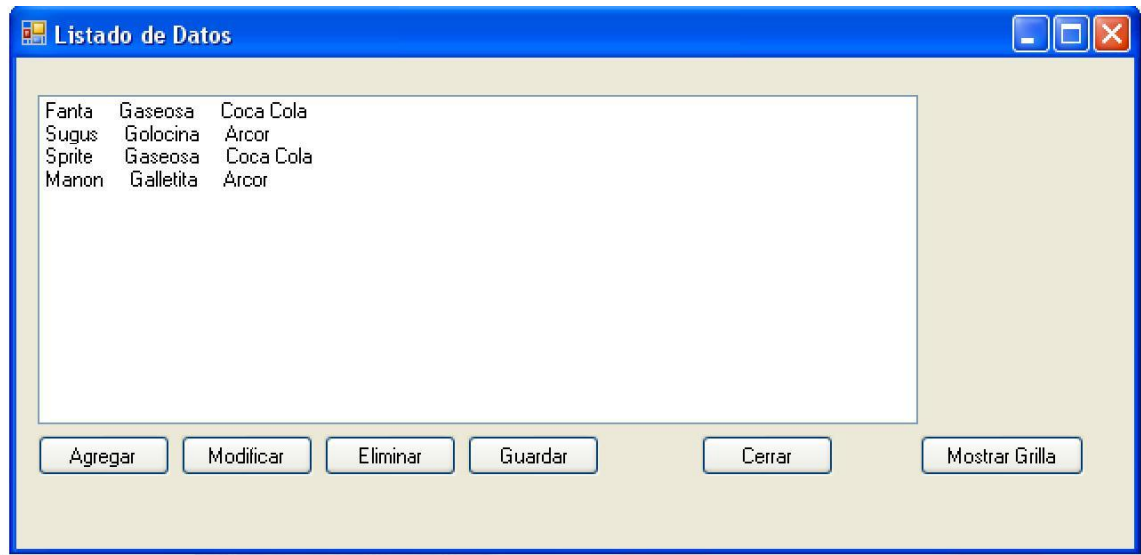 Listado de Datos
Fanta Gaseosa Coca Cola
Sugus Golocina Arcor
Sprite Gaseosa Coca Cola
Manon Galletita Arcor
Agregar Modificar Eliminar Guardar Cerrar Mostrar Grilla